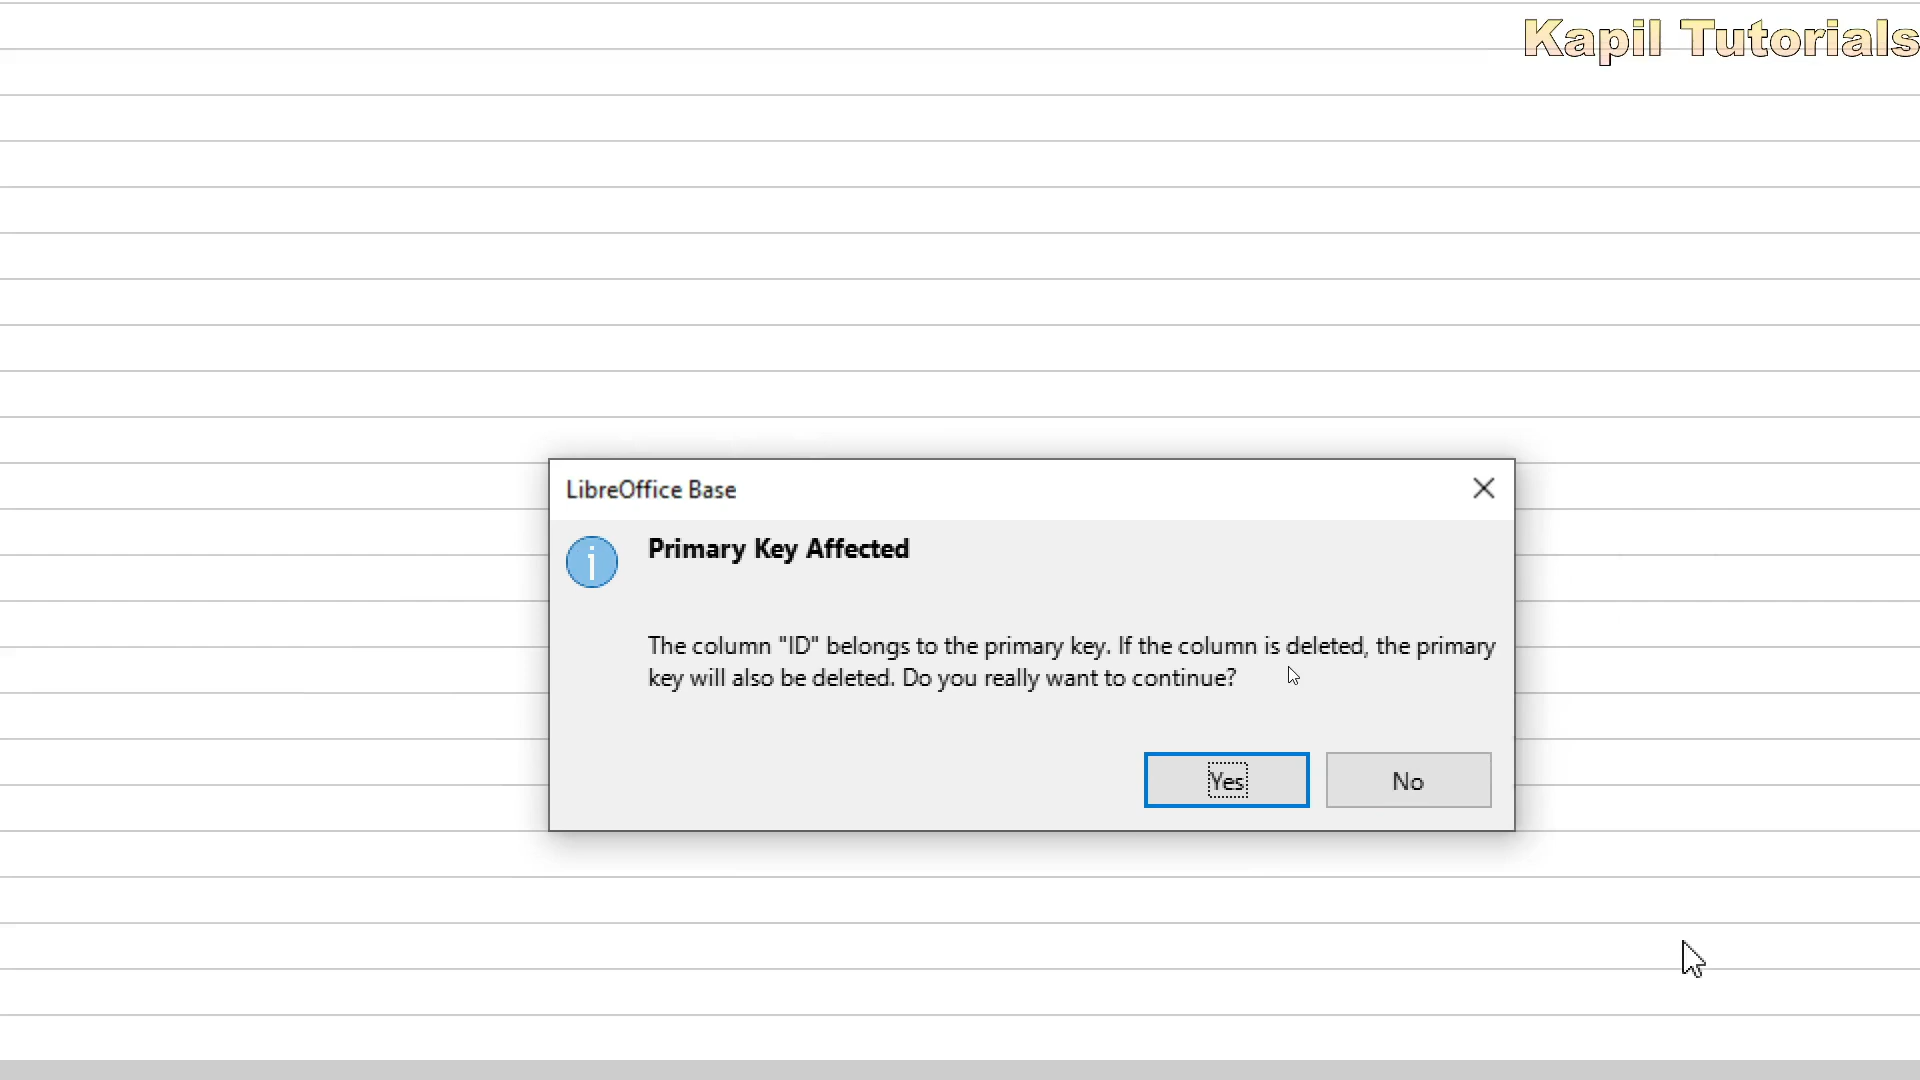 Kapil Tutorials
LibreOffice Base
Primary Key Affected
The column "ID" belongs to the primary key. If the column is deleted, the primary
key will also be deleted. Do you really want to continue?
Yes
No